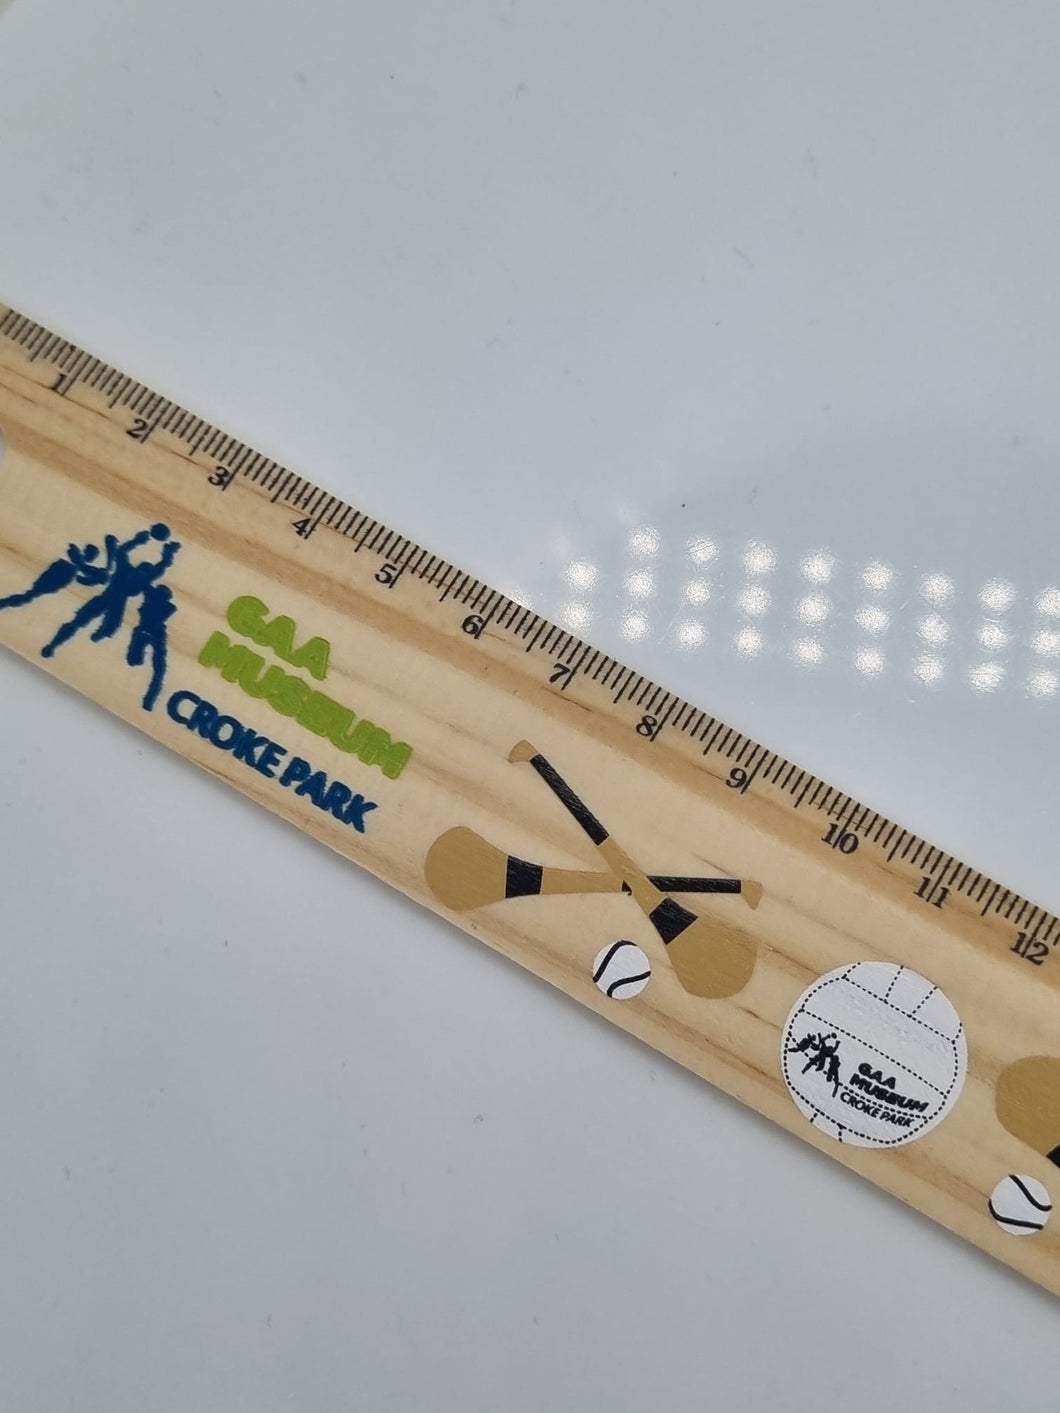 1 2 3 4 5 6 7 8 9 10 11 12
GAA
MUSEUM
CROKE PARK
GAA
MUSEUM
CROKE PARK